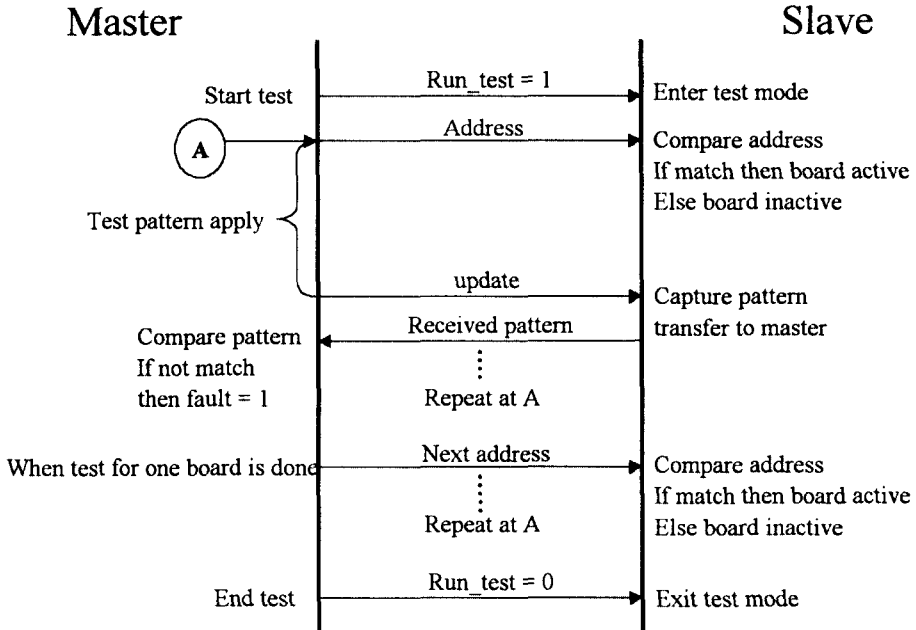 Master
Slave
Start test
Run_test = 1
Enter test mode
A
Address
Compare address
If match then board active
Else board inactive
Test pattern apply
update
Capture pattern
transfer to master
Received pattern
Compare pattern
If not match
then fault = 1
Repeat at A
When test for one board is done
Next address
Compare address
If match then board active
Else board inactive
Repeat at A
End test
Run_test = 0
Exit test mode